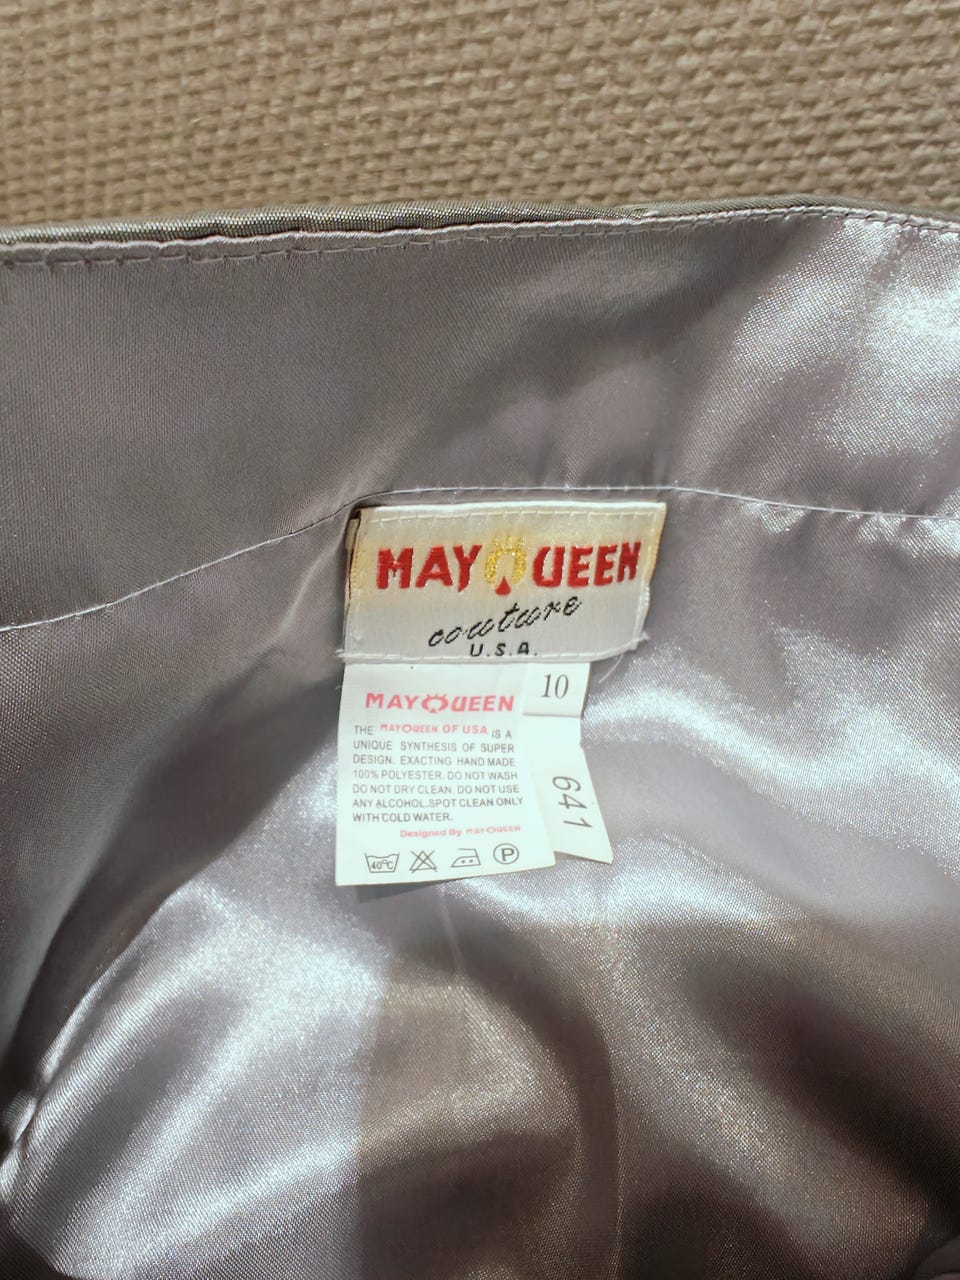 MAYQUEEN
couture
U.S.A.
10
MAYQUEEN
THE MAYQUEEN OF USA IS A
UNIQUE SYNTHESIS OF SUPER
DESIGN. EXACTING HAND MADE
100% POLYESTER. DO NOT WASH
DO NOT DRY CLEAN. DO NOT USE
ANY ALCOHOL.SPOT CLEAN ONLY
WITH COLD WATER.
Designed By MAYQUEEN
40°C P
641